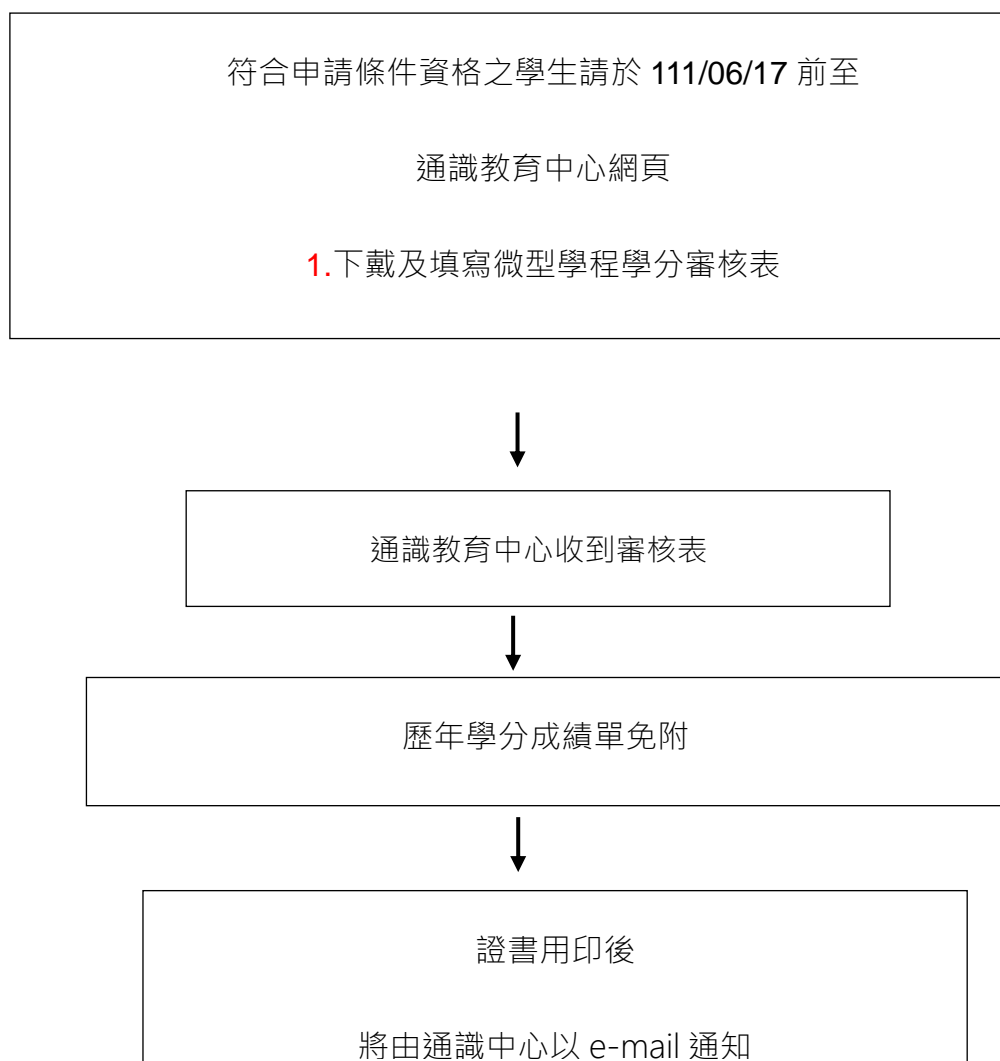 符合申請條件資格之學生請於 111/06/17 前至
通識教育中心網頁
1.下戴及填寫微型學程學分審核表
通識教育中心收到審核表
歷年學分成績單免附
證書用印後
將由通識中心以 e-mail 通知